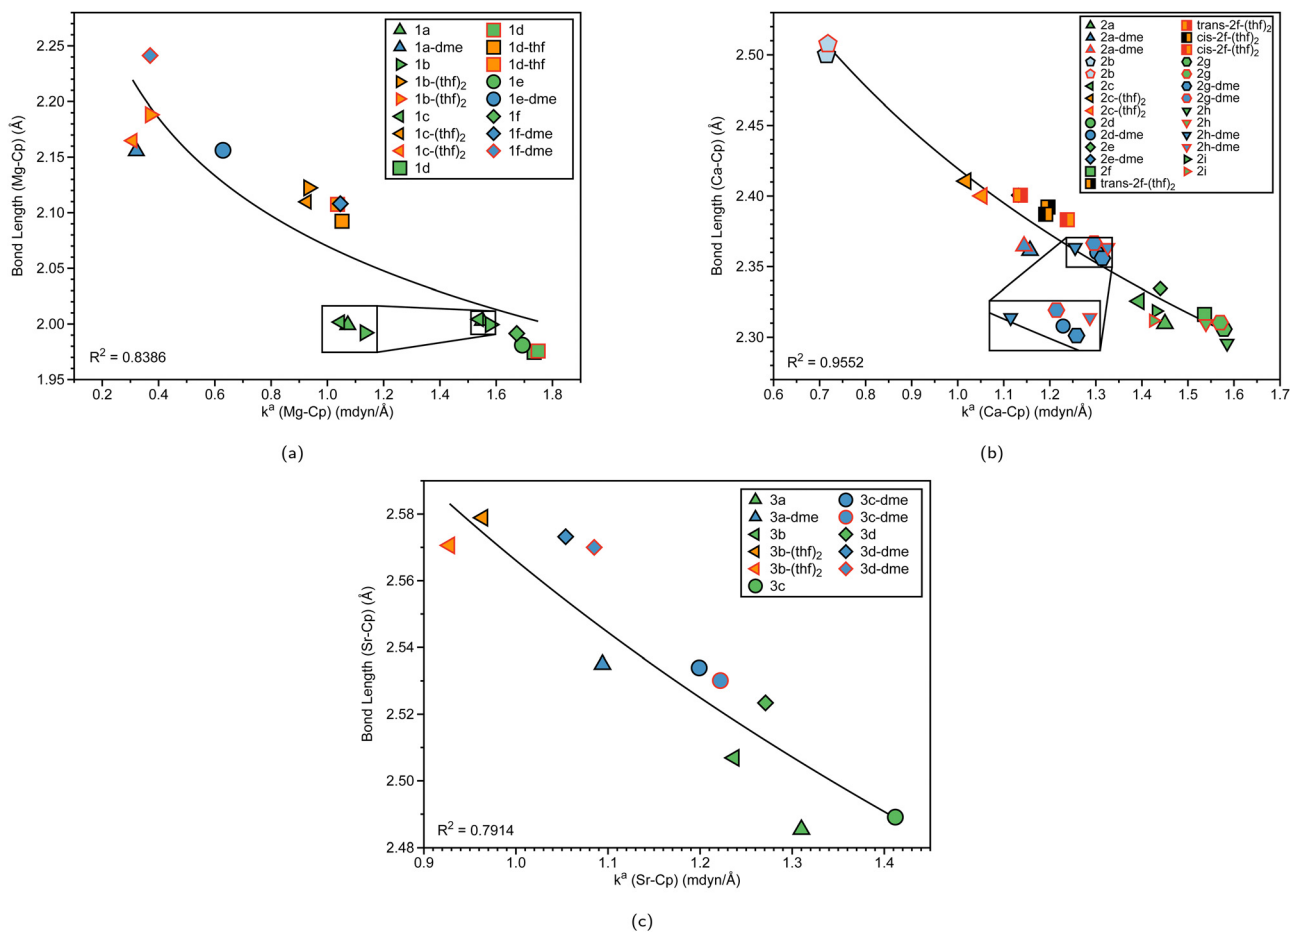 2.25
2.20
2.15
2.10
2.05
2.00
1.95
Bond Length (Mg-Cp) (Å)
1a
1a-dme
1b
1b-(thf)2
1b-(thf)2
1c
1c-(thf)2
1c-(thf)2
1d
1d
1d-thf
1d-thf
1e
1e-dme
1f
1f-dme
1f-dme
R2 = 0.8386
0.2 0.4 0.6 0.8 1.0 1.2 1.4 1.6 1.8
ka (Mg-Cp) (mdyn/Å)
(a)
2.50
2.45
2.40
2.35
2.30
Bond Length (Ca-Cp) (Å)
2a
2a-dme
2a-dme
2b
2b
2c
2c-(thf)2
2c-(thf)2
2d
2d-dme
2e
2e-dme
2f
trans-2f-(thf)2
trans-2f-(thf)2
cis-2f-(thf)2
cis-2f-(thf)2
2g
2g
2g-dme
2g-dme
2h
2h
2h-dme
2h-dme
2i
2i
R2 = 0.9552
0.6 0.7 0.8 0.9 1.0 1.1 1.2 1.3 1.4 1.5 1.6 1.7
ka (Ca-Cp) (mdyn/Å)
(b)
2.58
2.56
2.54
2.52
2.50
2.48
Bond Length (Sr-Cp) (Å)
3a
3a-dme
3b
3b-(thf)2
3b-(thf)2
3c
3c-dme
3c-dme
3d
3d-dme
3d-dme
R2 = 0.7914
0.9 1.0 1.1 1.2 1.3 1.4
ka (Sr-Cp) (mdyn/Å)
(c)